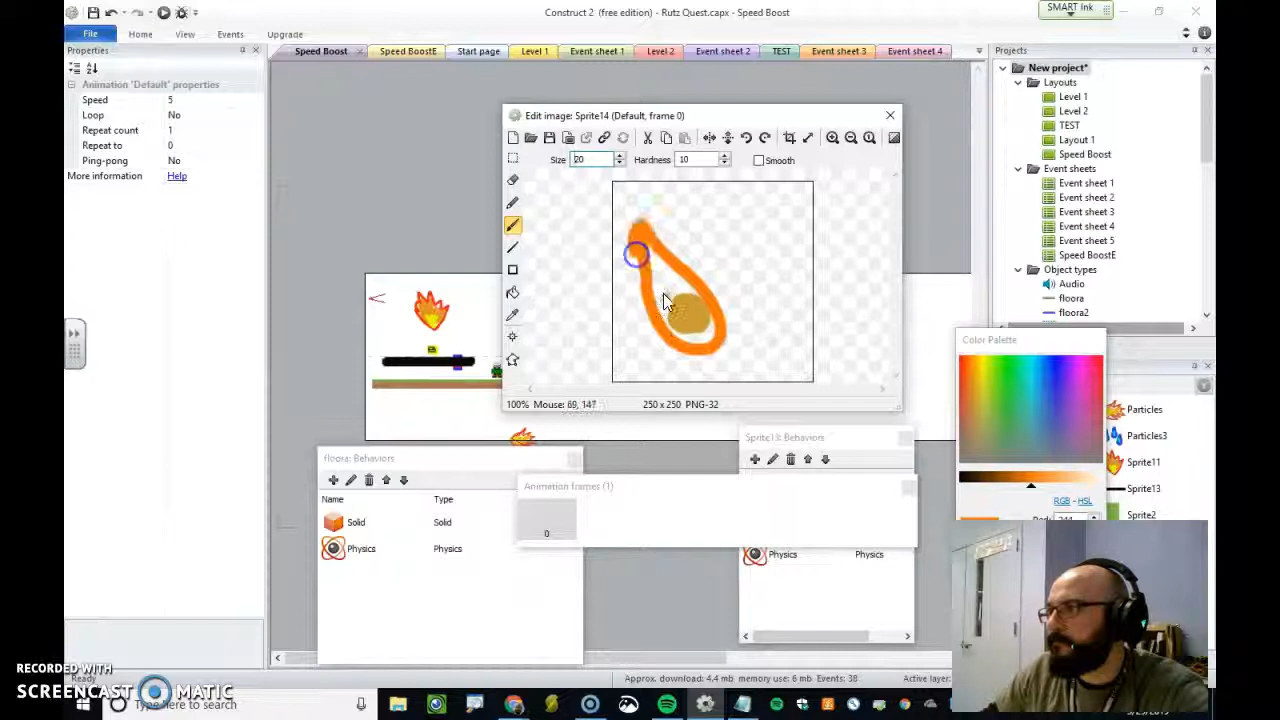 Construct 2 (free edition) - Rutz Quest.capx - Speed Boost
SMART Ink
File Home View Events Upgrade
Properties
Speed Boost Speed BoostE Start page Level 1 Event sheet 1 Level 2 Event sheet 2 TEST Event sheet 3 Event sheet 4
Projects
Animation 'Default' properties
Speed 5
Loop No
Repeat count 1
Repeat to 0
Ping-pong No
More information Help
Edit image: Sprite14 (Default, frame 0)
Size 20 Hardness 10 Smooth
100% Mouse: 69, 147 250 x 250 PNG-32
New project*
Layouts
Level 1
Level 2
TEST
Layout 1
Speed Boost
Event sheets
Event sheet 1
Event sheet 2
Event sheet 3
Event sheet 4
Event sheet 5
Speed BoostE
Object types
Audio
floora
floora2
Color Palette
RGB - HSL
Particles
Particles3
Sprite11
Sprite13
Sprite2
floora: Behaviors
Name Type
Solid Solid
Physics Physics
Sprite13: Behaviors
Physics Physics
Animation frames (1)
0
Ready
Approx. download: 4.4 mb memory use: 6 mb Events: 38 Active layer:
RECORDED WITH
SCREENCAST MATIC
Type here to search